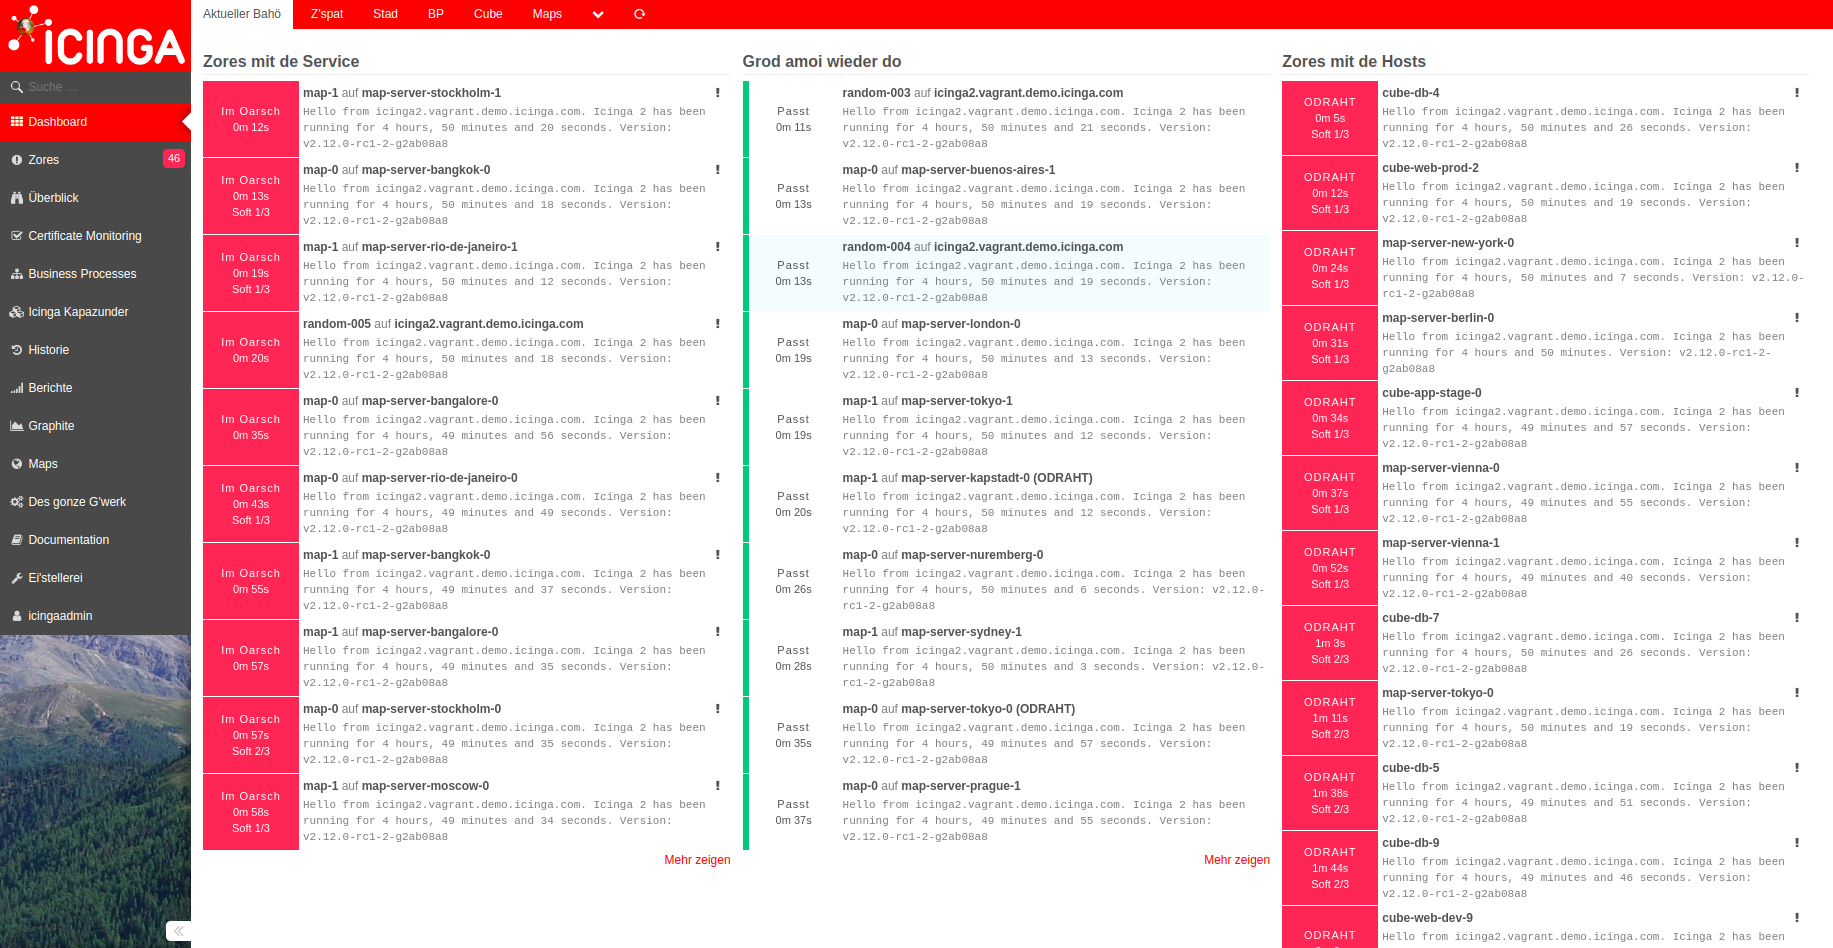 ICINGA
Suche ...
Dashboard
Zores 46
Überblick
Certificate Monitoring
Business Processes
Icinga Kapazunder
Historie
Berichte
Graphite
Maps
Des gonze G'werk
Documentation
Ei'stellerei
icingaadmin
Aktueller Bahö Z'spat Stad BP Cube Maps
Zores mit de Service
Im Oarsch
0m 12s
map-1 auf map-server-stockholm-1
Hello from icinga2.vagrant.demo.icinga.com. Icinga 2 has been
running for 4 hours, 50 minutes and 20 seconds. Version:
v2.12.0-rc1-2-g2ab08a8
Im Oarsch
0m 13s
Soft 1/3
map-0 auf map-server-bangkok-0
Hello from icinga2.vagrant.demo.icinga.com. Icinga 2 has been
running for 4 hours, 50 minutes and 18 seconds. Version:
v2.12.0-rc1-2-g2ab08a8
Im Oarsch
0m 19s
Soft 1/3
map-1 auf map-server-rio-de-janeiro-1
Hello from icinga2.vagrant.demo.icinga.com. Icinga 2 has been
running for 4 hours, 50 minutes and 12 seconds. Version:
v2.12.0-rc1-2-g2ab08a8
Im Oarsch
0m 20s
random-005 auf icinga2.vagrant.demo.icinga.com
Hello from icinga2.vagrant.demo.icinga.com. Icinga 2 has been
running for 4 hours, 50 minutes and 18 seconds. Version:
v2.12.0-rc1-2-g2ab08a8
Im Oarsch
0m 35s
map-0 auf map-server-bangalore-0
Hello from icinga2.vagrant.demo.icinga.com. Icinga 2 has been
running for 4 hours, 49 minutes and 56 seconds. Version:
v2.12.0-rc1-2-g2ab08a8
Im Oarsch
0m 43s
Soft 1/3
map-0 auf map-server-rio-de-janeiro-0
Hello from icinga2.vagrant.demo.icinga.com. Icinga 2 has been
running for 4 hours, 49 minutes and 49 seconds. Version:
v2.12.0-rc1-2-g2ab08a8
Im Oarsch
0m 55s
map-1 auf map-server-bangkok-0
Hello from icinga2.vagrant.demo.icinga.com. Icinga 2 has been
running for 4 hours, 49 minutes and 37 seconds. Version:
v2.12.0-rc1-2-g2ab08a8
Im Oarsch
0m 57s
map-1 auf map-server-bangalore-0
Hello from icinga2.vagrant.demo.icinga.com. Icinga 2 has been
running for 4 hours, 49 minutes and 35 seconds. Version:
v2.12.0-rc1-2-g2ab08a8
Im Oarsch
0m 57s
Soft 2/3
map-0 auf map-server-stockholm-0
Hello from icinga2.vagrant.demo.icinga.com. Icinga 2 has been
running for 4 hours, 49 minutes and 35 seconds. Version:
v2.12.0-rc1-2-g2ab08a8
Im Oarsch
0m 58s
Soft 1/3
map-1 auf map-server-moscow-0
Hello from icinga2.vagrant.demo.icinga.com. Icinga 2 has been
running for 4 hours, 49 minutes and 34 seconds. Version:
v2.12.0-rc1-2-g2ab08a8
Mehr zeigen
Grod amoi wieder do
Passt
0m 11s
random-003 auf icinga2.vagrant.demo.icinga.com
Hello from icinga2.vagrant.demo.icinga.com. Icinga 2 has been
running for 4 hours, 50 minutes and 21 seconds. Version:
v2.12.0-rc1-2-g2ab08a8
Passt
0m 13s
map-0 auf map-server-buenos-aires-1
Hello from icinga2.vagrant.demo.icinga.com. Icinga 2 has been
running for 4 hours, 50 minutes and 19 seconds. Version:
v2.12.0-rc1-2-g2ab08a8
Passt
0m 13s
random-004 auf icinga2.vagrant.demo.icinga.com
Hello from icinga2.vagrant.demo.icinga.com. Icinga 2 has been
running for 4 hours, 50 minutes and 19 seconds. Version:
v2.12.0-rc1-2-g2ab08a8
Passt
0m 19s
map-0 auf map-server-london-0
Hello from icinga2.vagrant.demo.icinga.com. Icinga 2 has been
running for 4 hours, 50 minutes and 13 seconds. Version:
v2.12.0-rc1-2-g2ab08a8
Passt
0m 19s
map-1 auf map-server-tokyo-1
Hello from icinga2.vagrant.demo.icinga.com. Icinga 2 has been
running for 4 hours, 50 minutes and 12 seconds. Version:
v2.12.0-rc1-2-g2ab08a8
Passt
0m 20s
map-1 auf map-server-kapstadt-0 (ODRAHT)
Hello from icinga2.vagrant.demo.icinga.com. Icinga 2 has been
running for 4 hours, 50 minutes and 12 seconds. Version:
v2.12.0-rc1-2-g2ab08a8
Passt
0m 26s
map-0 auf map-server-nuremberg-0
Hello from icinga2.vagrant.demo.icinga.com. Icinga 2 has been
running for 4 hours, 50 minutes and 6 seconds. Version: v2.12.0-
rc1-2-g2ab08a8
Passt
0m 28s
map-1 auf map-server-sydney-1
Hello from icinga2.vagrant.demo.icinga.com. Icinga 2 has been
running for 4 hours, 50 minutes and 3 seconds. Version: v2.12.0-
rc1-2-g2ab08a8
Passt
0m 35s
map-0 auf map-server-tokyo-0 (ODRAHT)
Hello from icinga2.vagrant.demo.icinga.com. Icinga 2 has been
running for 4 hours, 49 minutes and 57 seconds. Version:
v2.12.0-rc1-2-g2ab08a8
Passt
0m 37s
map-0 auf map-server-prague-1
Hello from icinga2.vagrant.demo.icinga.com. Icinga 2 has been
running for 4 hours, 49 minutes and 55 seconds. Version:
v2.12.0-rc1-2-g2ab08a8
Mehr zeigen
Zores mit de Hosts
ODRAHT
0m 5s
Soft 1/3
cube-db-4
Hello from icinga2.vagrant.demo.icinga.com. Icinga 2 has been
running for 4 hours, 50 minutes and 26 seconds. Version:
v2.12.0-rc1-2-g2ab08a8
ODRAHT
0m 12s
Soft 1/3
cube-web-prod-2
Hello from icinga2.vagrant.demo.icinga.com. Icinga 2 has been
running for 4 hours, 50 minutes and 19 seconds. Version:
v2.12.0-rc1-2-g2ab08a8
ODRAHT
0m 24s
Soft 1/3
map-server-new-york-0
Hello from icinga2.vagrant.demo.icinga.com. Icinga 2 has been
running for 4 hours, 50 minutes and 7 seconds. Version: v2.12.0-
rc1-2-g2ab08a8
ODRAHT
0m 31s
Soft 1/3
map-server-berlin-0
Hello from icinga2.vagrant.demo.icinga.com. Icinga 2 has been
running for 4 hours and 50 minutes. Version: v2.12.0-rc1-2-
g2ab08a8
ODRAHT
0m 34s
Soft 1/3
cube-app-stage-0
Hello from icinga2.vagrant.demo.icinga.com. Icinga 2 has been
running for 4 hours, 49 minutes and 57 seconds. Version:
v2.12.0-rc1-2-g2ab08a8
ODRAHT
0m 37s
Soft 1/3
map-server-vienna-0
Hello from icinga2.vagrant.demo.icinga.com. Icinga 2 has been
running for 4 hours, 49 minutes and 55 seconds. Version:
v2.12.0-rc1-2-g2ab08a8
ODRAHT
0m 52s
Soft 1/3
map-server-vienna-1
Hello from icinga2.vagrant.demo.icinga.com. Icinga 2 has been
running for 4 hours, 49 minutes and 40 seconds. Version:
v2.12.0-rc1-2-g2ab08a8
ODRAHT
1m 3s
Soft 2/3
cube-db-7
Hello from icinga2.vagrant.demo.icinga.com. Icinga 2 has been
running for 4 hours, 50 minutes and 26 seconds. Version:
v2.12.0-rc1-2-g2ab08a8
ODRAHT
1m 11s
Soft 2/3
map-server-tokyo-0
Hello from icinga2.vagrant.demo.icinga.com. Icinga 2 has been
running for 4 hours, 50 minutes and 19 seconds. Version:
v2.12.0-rc1-2-g2ab08a8
ODRAHT
1m 38s
Soft 2/3
cube-db-5
Hello from icinga2.vagrant.demo.icinga.com. Icinga 2 has been
running for 4 hours, 49 minutes and 51 seconds. Version:
v2.12.0-rc1-2-g2ab08a8
ODRAHT
1m 44s
Soft 2/3
cube-db-9
Hello from icinga2.vagrant.demo.icinga.com. Icinga 2 has been
running for 4 hours, 49 minutes and 46 seconds. Version:
v2.12.0-rc1-2-g2ab08a8
ODRAHT
cube-web-dev-9
Hello from icinga2.vagrant.demo.icinga.com. Icinga 2 has been